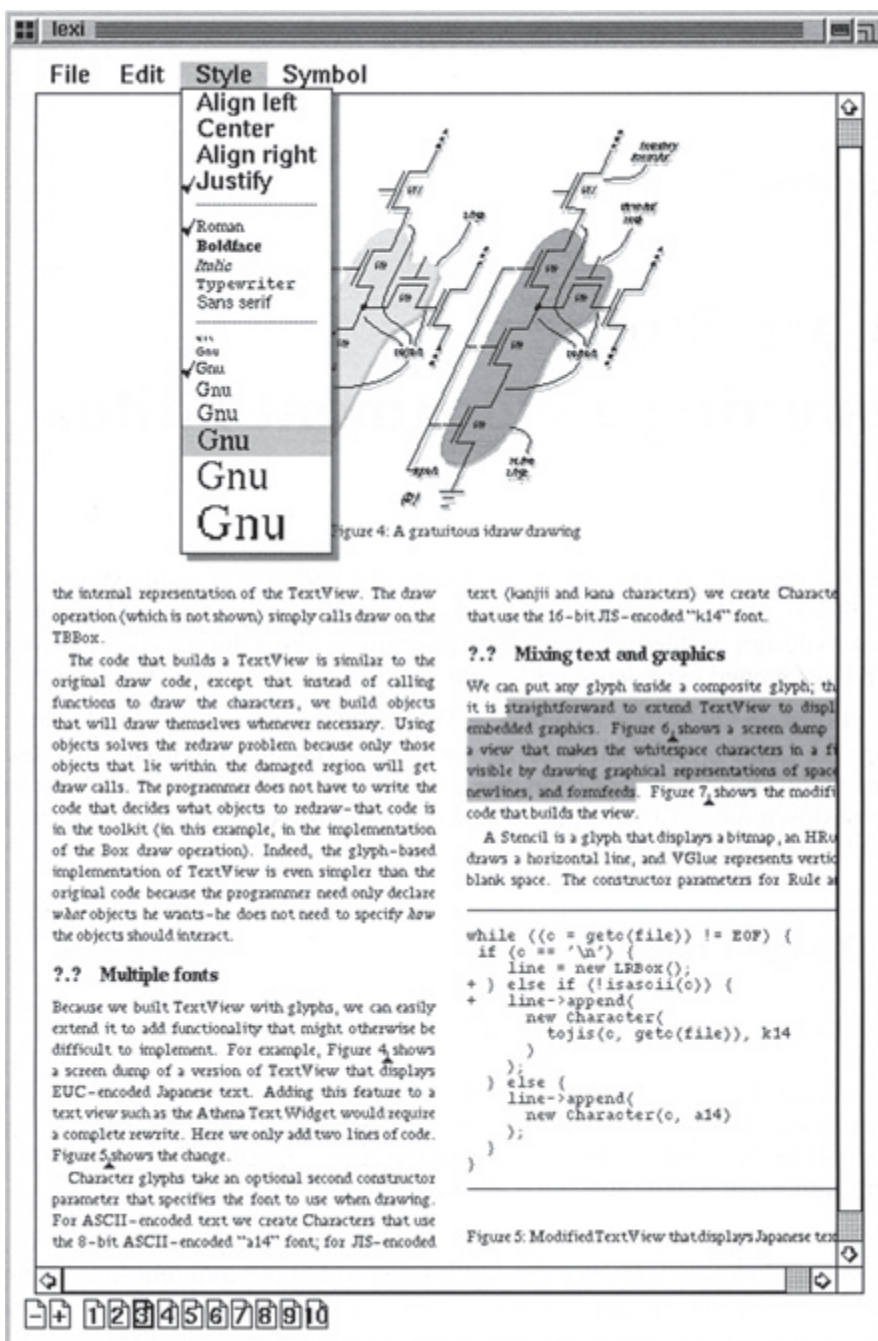 lexi
File Edit Style Symbol
Align left
Center
Align right
Justify
Roman
Boldface
Italic
Typewriter
Sans serif
Gnu
Gnu
Gnu
Gnu
Gnu
Gnu
Gnu
Figure 4: A gratuitous idraw drawing
the internal representation of the TextView. The draw
operation (which is not shown) simply calls draw on the
TBBox.
The code that builds a TextView is similar to the
original draw code, except that instead of calling
functions to draw the characters, we build objects
that will draw themselves whenever necessary. Using
objects solves the redraw problem because only those
objects that lie within the damaged region will get
draw calls. The programmer does not have to write the
code that decides what objects to redraw–that code is
in the toolkit (in this example, in the implementation
of the Box draw operation). Indeed, the glyph-based
implementation of TextView is even simpler than the
original code because the programmer need only declare
what objects he wants–he does not need to specify how
the objects should interact.
?.? Multiple fonts
Because we built TextView with glyphs, we can easily
extend it to add functionality that might otherwise be
difficult to implement. For example, Figure 4 shows
a screen dump of a version of TextView that displays
EUC-encoded Japanese text. Adding this feature to a
text view such as the Athena Text Widget would require
a complete rewrite. Here we only add two lines of code.
Figure 5 shows the change.
Character glyphs take an optional second constructor
parameter that specifies the font to use when drawing.
For ASCII-encoded text we create Characters that use
the 8-bit ASCII-encoded "a14" font; for JIS-encoded
text (kanjii and kana characters) we create Characte
that use the 16-bit JIS-encoded "k14" font.
?.? Mixing text and graphics
We can put any glyph inside a composite glyph; th
it is straightforward to extend TextView to displ
embedded graphics. Figure 6 shows a screen dump
a view that makes the whitespace characters in a f
visible by drawing graphical representations of space
newlines, and formfeeds. Figure 7 shows the modifi
code that builds the view.
A Stencil is a glyph that displays a bitmap, an HRu
draws a horizontal line, and VGlue represents vertic
blank space. The constructor parameters for Rule a
while ((c = getc(file)) != EOF) {
if (c == '\n') {
line = new LRBox();
+ } else if (!isascii(c)) {
+ line->append(
new Character(
tojis(c, getc(file)), k14
)
);
} else {
line->append(
new Character(c, a14)
);
}
}
Figure 5: Modified TextView that displays Japanese tex
- + 1 2 3 4 5 6 7 8 9 10